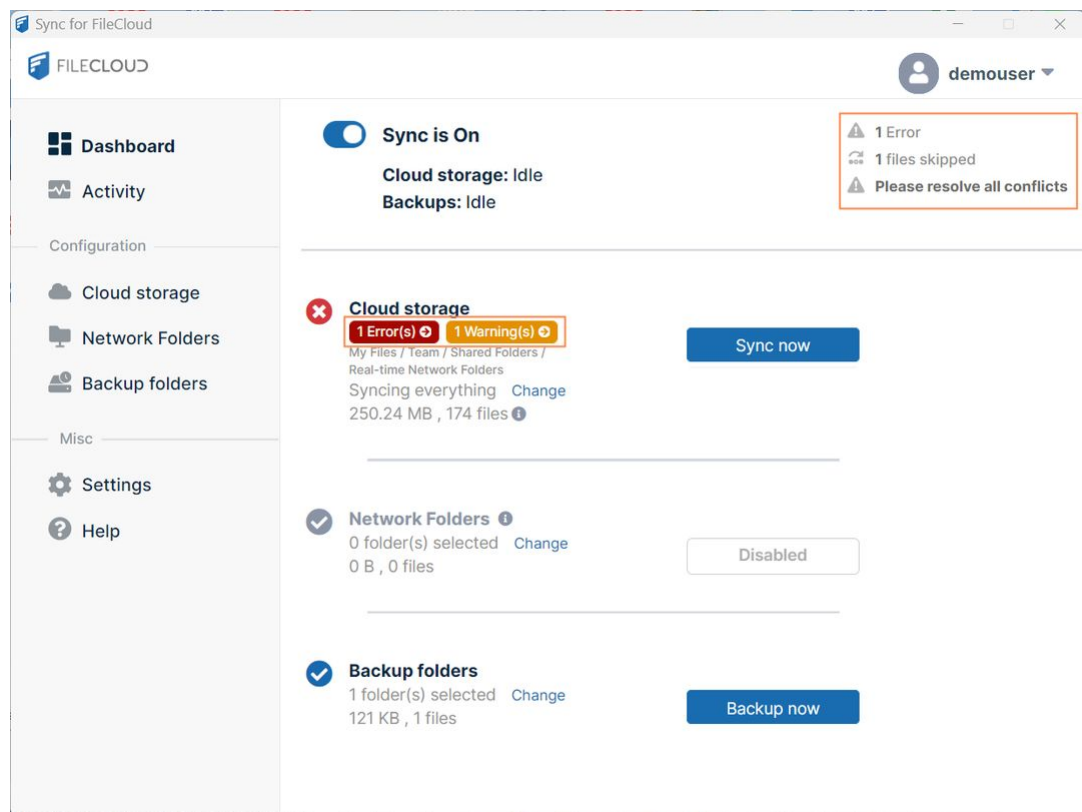 Sync for FileCloud
FILECLOUD
demouser
Dashboard
Activity
Configuration
Cloud storage
Network Folders
Backup folders
Misc
Settings
Help
Sync is On
Cloud storage: Idle
Backups: Idle
1 Error
1 files skipped
Please resolve all conflicts
Cloud storage
1 Error(s) 1 Warning(s)
My Files / Team / Shared Folders /
Real-time Network Folders
Syncing everything Change
250.24 MB , 174 files
Sync now
Network Folders
0 folder(s) selected Change
0 B , 0 files
Disabled
Backup folders
1 folder(s) selected Change
121 KB , 1 files
Backup now